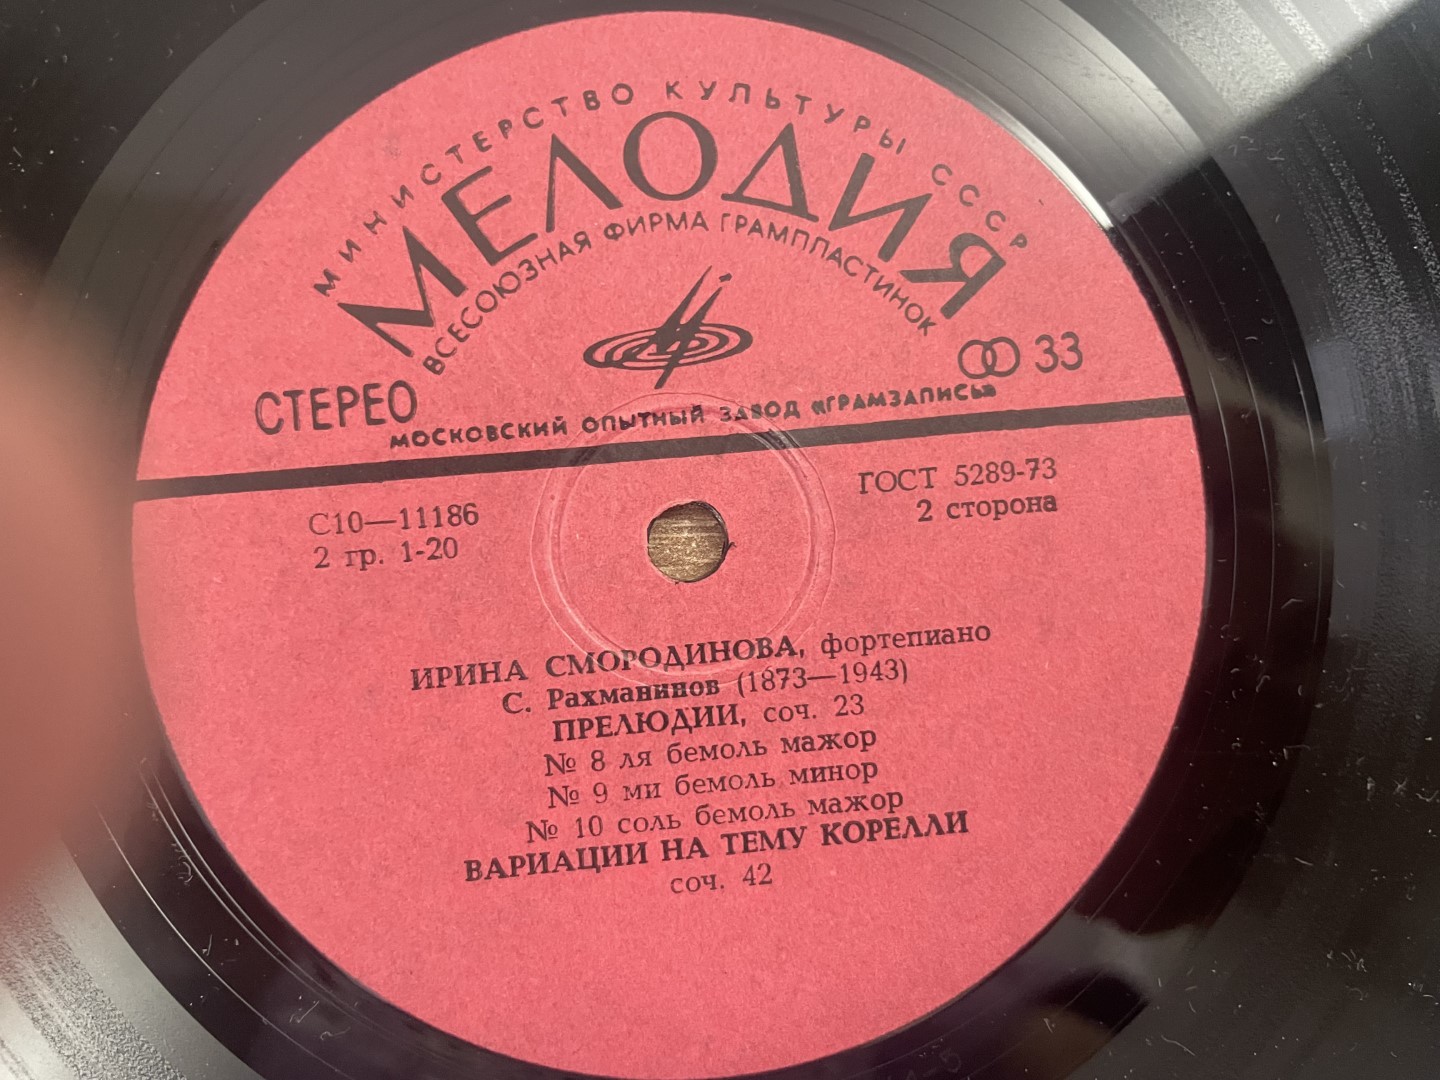 МИНИСТЕРСТВО КУЛЬТУРЫ СССР
МЕЛОДИЯ
ВСЕСОЮЗНАЯ ФИРМА ГРАМПЛАСТИНОК
СТЕРЕО
33
МОСКОВСКИЙ ОПЫТНЫЙ ЗАВОД «ГРАМЗАПИСЬ»
С10—11186
2 гр. 1-20
ГОСТ 5289-73
2 сторона
ИРИНА СМОРОДИНОВА, фортепиано
С. Рахманинов (1873—1943)
ПРЕЛЮДИИ, соч. 23
№ 8 ля бемоль мажор
№ 9 ми бемоль минор
№ 10 соль бемоль мажор
ВАРИАЦИИ НА ТЕМУ КОРЕЛЛИ
соч. 42